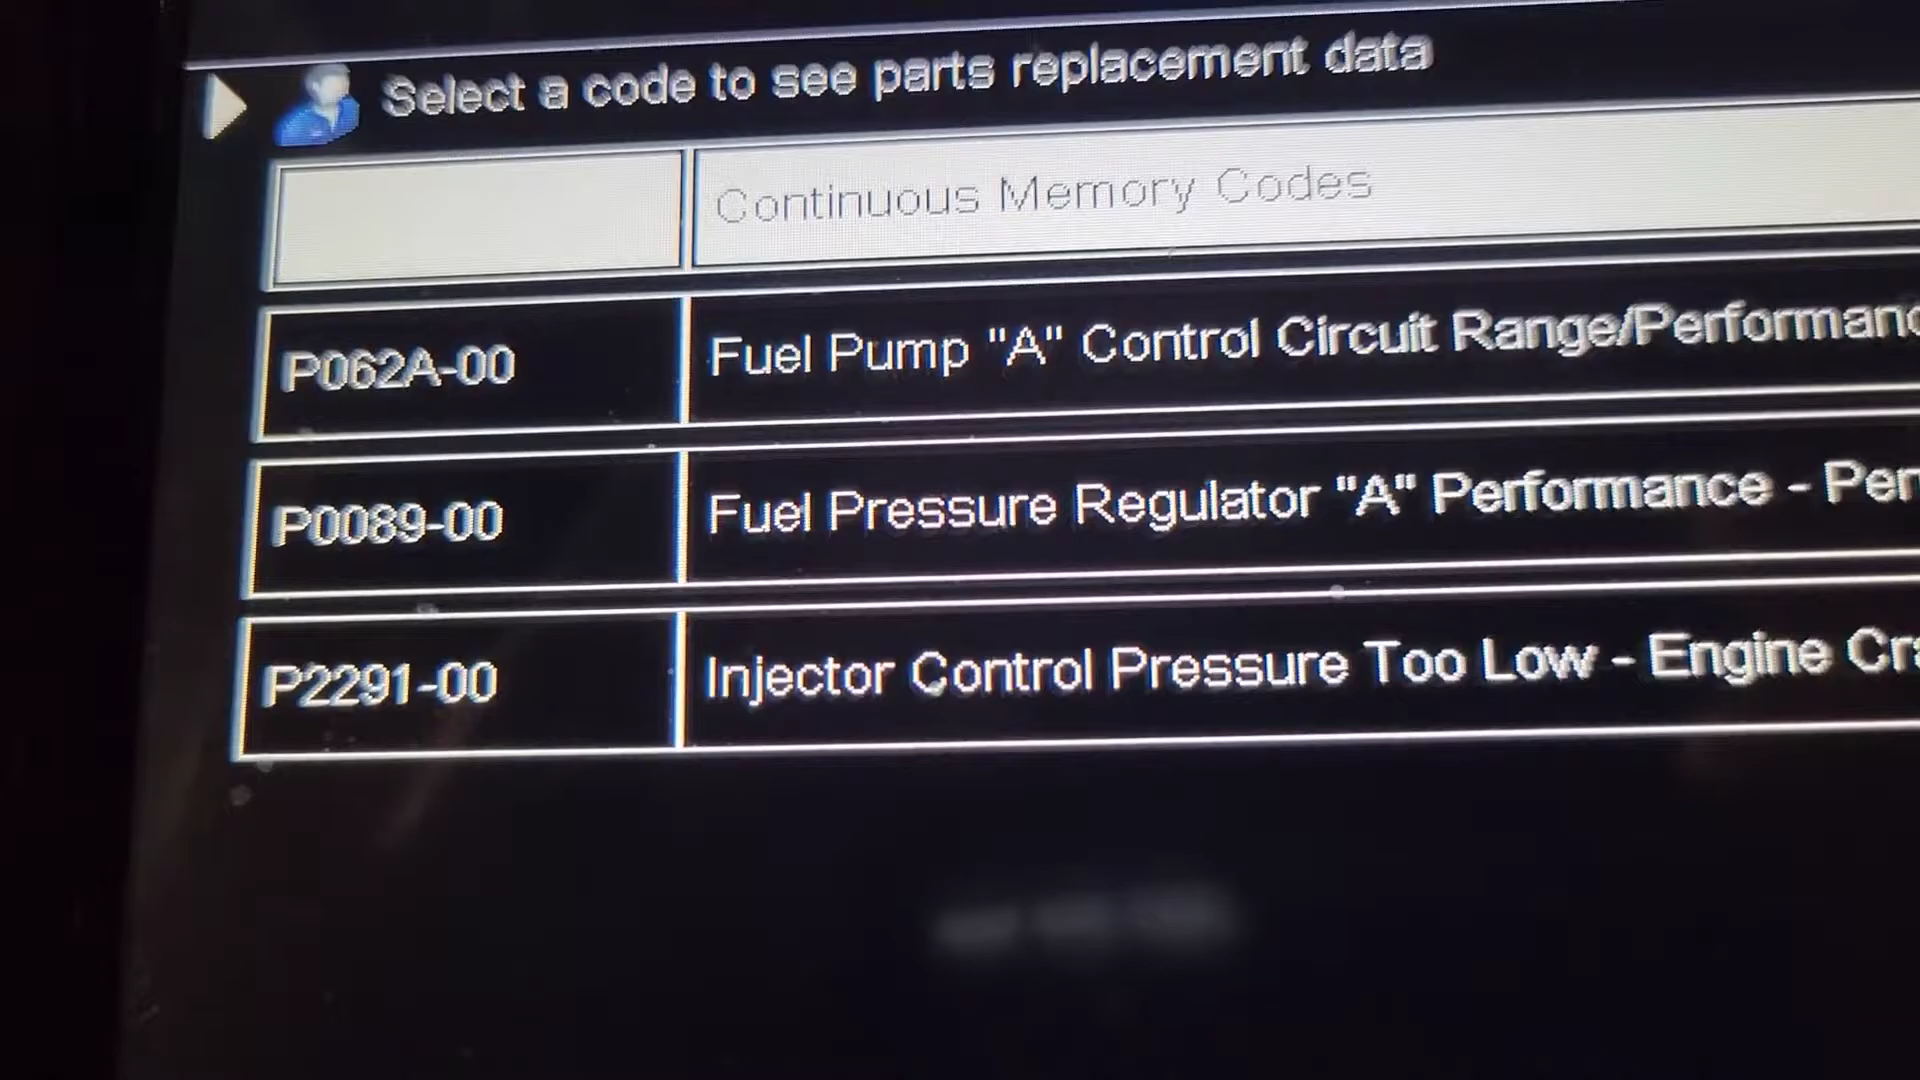 Select a code to see parts replacement data
Continuous Memory Codes
P062A-00 Fuel Pump "A" Control Circuit Range/Performanc
P0089-00 Fuel Pressure Regulator "A" Performance - Per
P2291-00 Injector Control Pressure Too Low - Engine Cra